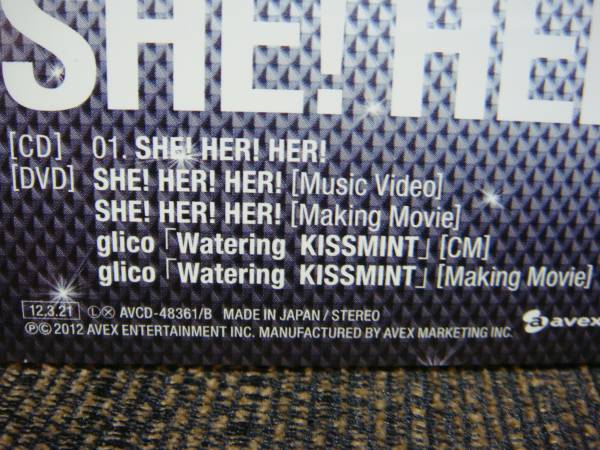 SHE! HE
[CD] 01. SHE! HER! HER!
[DVD] SHE! HER! HER! [Music Video]
SHE! HER! HER! [Making Movie]
glico「Watering KISSMINT」[CM]
glico「Watering KISSMINT」[Making Movie]
12.3.21 Ⓛⓧ AVCD-48361/B MADE IN JAPAN / STEREO
ⓅⒸ 2012 AVEX ENTERTAINMENT INC. MANUFACTURED BY AVEX MARKETING INC.
avex